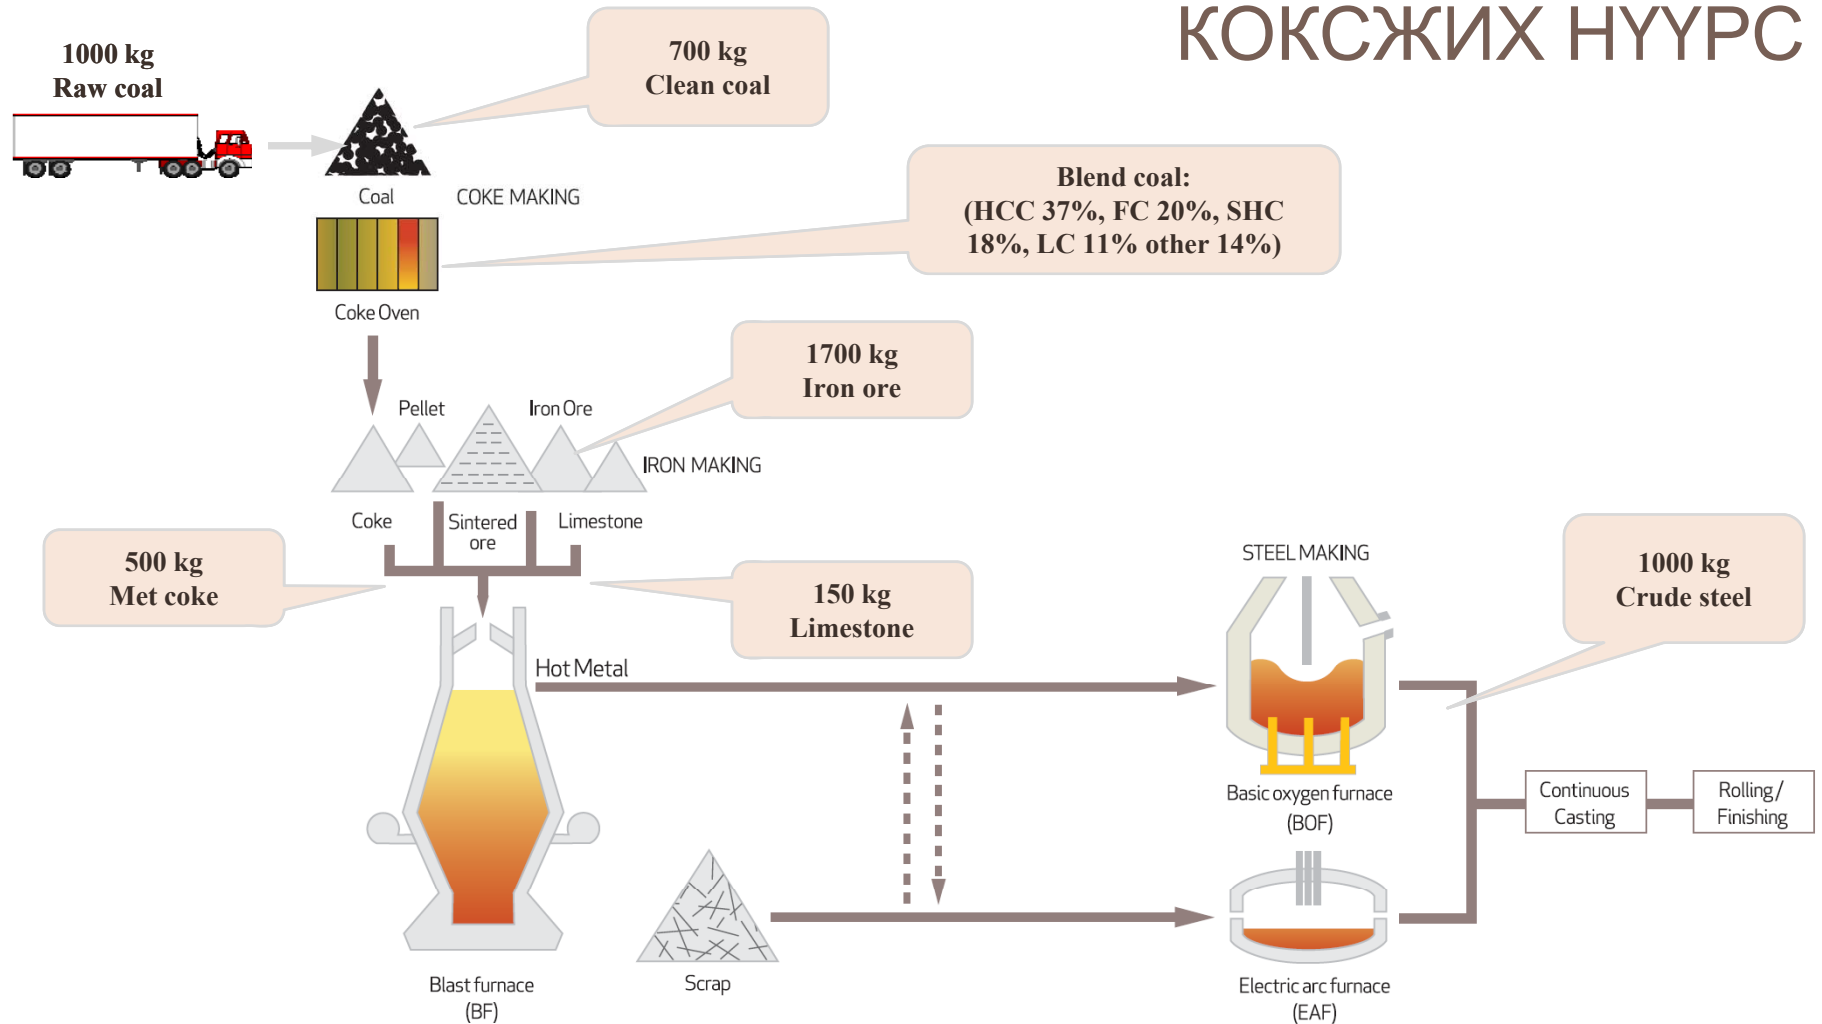 КОКСЖИХ НҮҮРС
1000 kg
Raw coal
700 kg
Clean coal
Coal
COKE MAKING
Blend coal:
(HCC 37%, FC 20%, SHC
18%, LC 11% other 14%)
Coke Oven
1700 kg
Iron ore
Pellet
Iron Ore
IRON MAKING
Coke
Sintered
ore
Limestone
500 kg
Met coke
150 kg
Limestone
STEEL MAKING
1000 kg
Crude steel
Hot Metal
Basic oxygen furnace
(BOF)
Continuous
Casting
Rolling/
Finishing
Blast furnace
(BF)
Scrap
Electric arc furnace
(EAF)